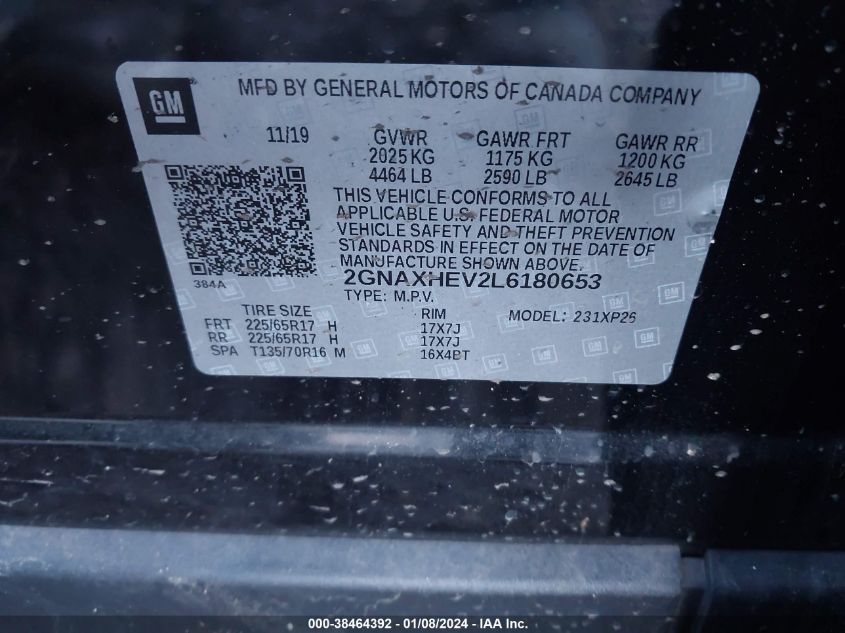 GM
MFD BY GENERAL MOTORS OF CANADA COMPANY
11/19 GVWR GAWR FRT GAWR RR
2025 KG 1175 KG 1200 KG
4464 LB 2590 LB 2645 LB
THIS VEHICLE CONFORMS TO ALL
APPLICABLE U.S. FEDERAL MOTOR
VEHICLE SAFETY AND THEFT PREVENTION
STANDARDS IN EFFECT ON THE DATE OF
MANUFACTURE SHOWN ABOVE.
384A
2GNAXHEV2L6180653
TYPE: M.P.V.
TIRE SIZE RIM MODEL: 231XP26
FRT 225/65R17 H 17X7J
RR 225/65R17 H 17X7J
SPA T135/70R16 M 16X4BT
000-38464392 - 01/08/2024 - IAA Inc.